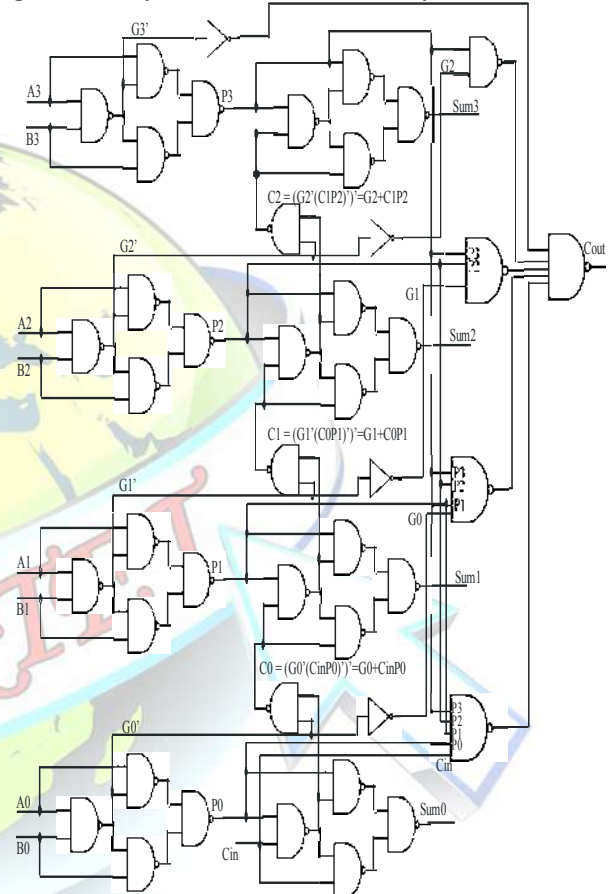 G3'
A3
B3
P3
G2
Sum3
C2 = (G2'(C1P2)')'=G2+C1P2
G2'
Cout
G1
A2
B2
P2
Sum2
C1 = (G1'(C0P1)')'=G1+C0P1
G1'
P1
G0
A1
B1
P1
Sum1
C0 = (G0'(CinP0)')'=G0+CinP0
G0'
P3
P2
P1
P0
Cin
A0
B0
P0
Cin
Sum0